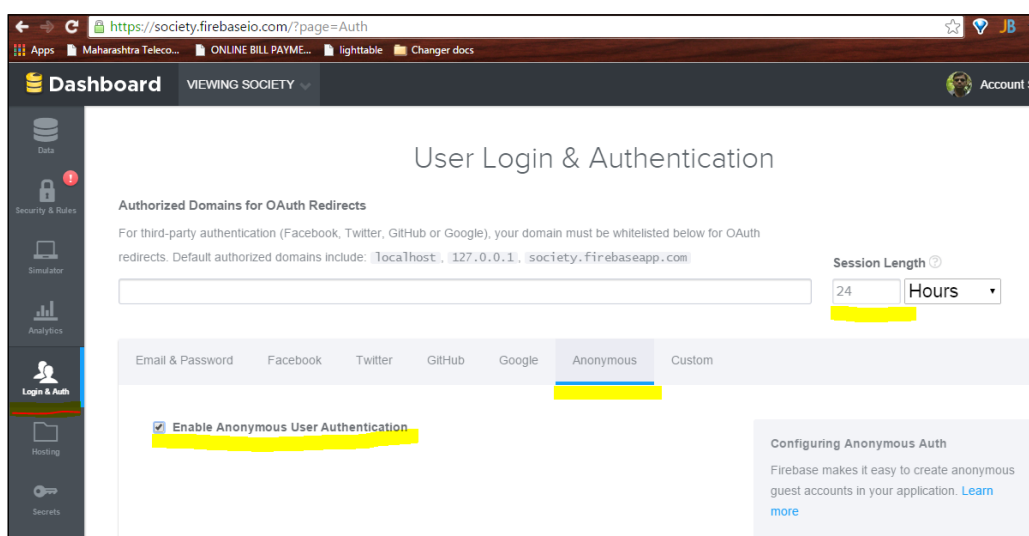 https://society.firebaseio.com/?page=Auth
JB
Apps Maharashtra Teleco... ONLINE BILL PAYME... lighttable Changer docs
Dashboard VIEWING SOCIETY Account
Data
User Login & Authentication
!
Security & Rules
Authorized Domains for OAuth Redirects
For third-party authentication (Facebook, Twitter, GitHub or Google), your domain must be whitelisted below for OAuth
redirects. Default authorized domains include: localhost, 127.0.0.1, society.firebaseapp.com
Session Length ?
Simulator
24 Hours
Analytics
Email & Password Facebook Twitter GitHub Google Anonymous Custom
Login & Auth
Enable Anonymous User Authentication
Configuring Anonymous Auth
Hosting
Firebase makes it easy to create anonymous
guest accounts in your application. Learn
more
Secrets